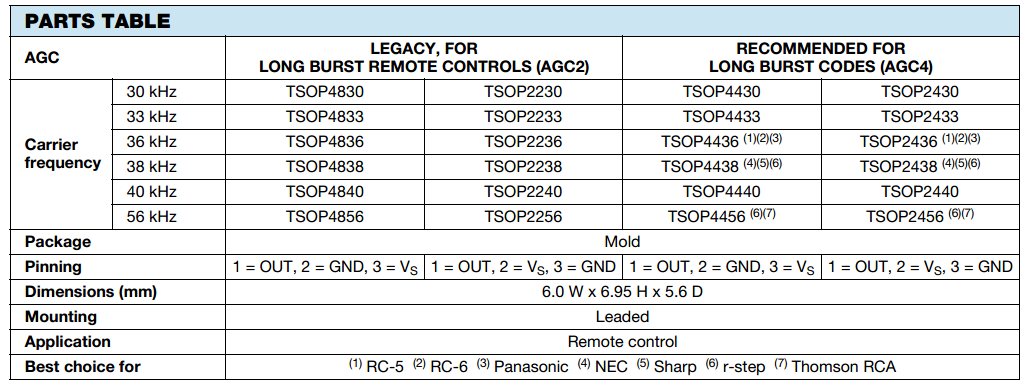 PARTS TABLE
AGC
LEGACY, FOR
LONG BURST REMOTE CONTROLS (AGC2)
RECOMMENDED FOR
LONG BURST CODES (AGC4)
Carrier
frequency
30 kHz TSOP4830 TSOP2230 TSOP4430 TSOP2430
33 kHz TSOP4833 TSOP2233 TSOP4433 TSOP2433
36 kHz TSOP4836 TSOP2236 TSOP4436 (1)(2)(3) TSOP2436 (1)(2)(3)
38 kHz TSOP4838 TSOP2238 TSOP4438 (4)(5)(6) TSOP2438 (4)(5)(6)
40 kHz TSOP4840 TSOP2240 TSOP4440 TSOP2440
56 kHz TSOP4856 TSOP2256 TSOP4456 (6)(7) TSOP2456 (6)(7)
Package Mold
Pinning 1 = OUT, 2 = GND, 3 = VS 1 = OUT, 2 = VS, 3 = GND 1 = OUT, 2 = GND, 3 = VS 1 = OUT, 2 = VS, 3 = GND
Dimensions (mm) 6.0 W x 6.95 H x 5.6 D
Mounting Leaded
Application Remote control
Best choice for (1) RC-5 (2) RC-6 (3) Panasonic (4) NEC (5) Sharp (6) r-step (7) Thomson RCA